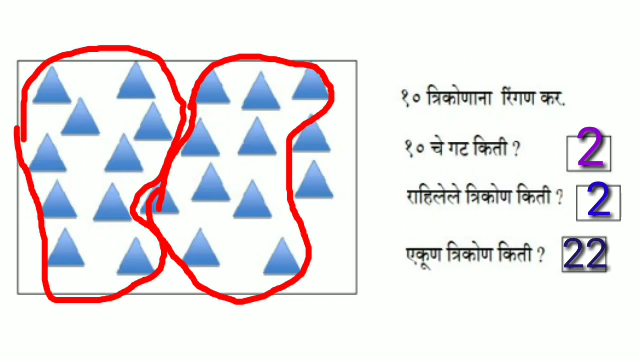 १० त्रिकोणाना रिंगण कर.
१० चे गट किती ? 2
राहिलेले त्रिकोण किती ? 2
एकूण त्रिकोण किती ? 22